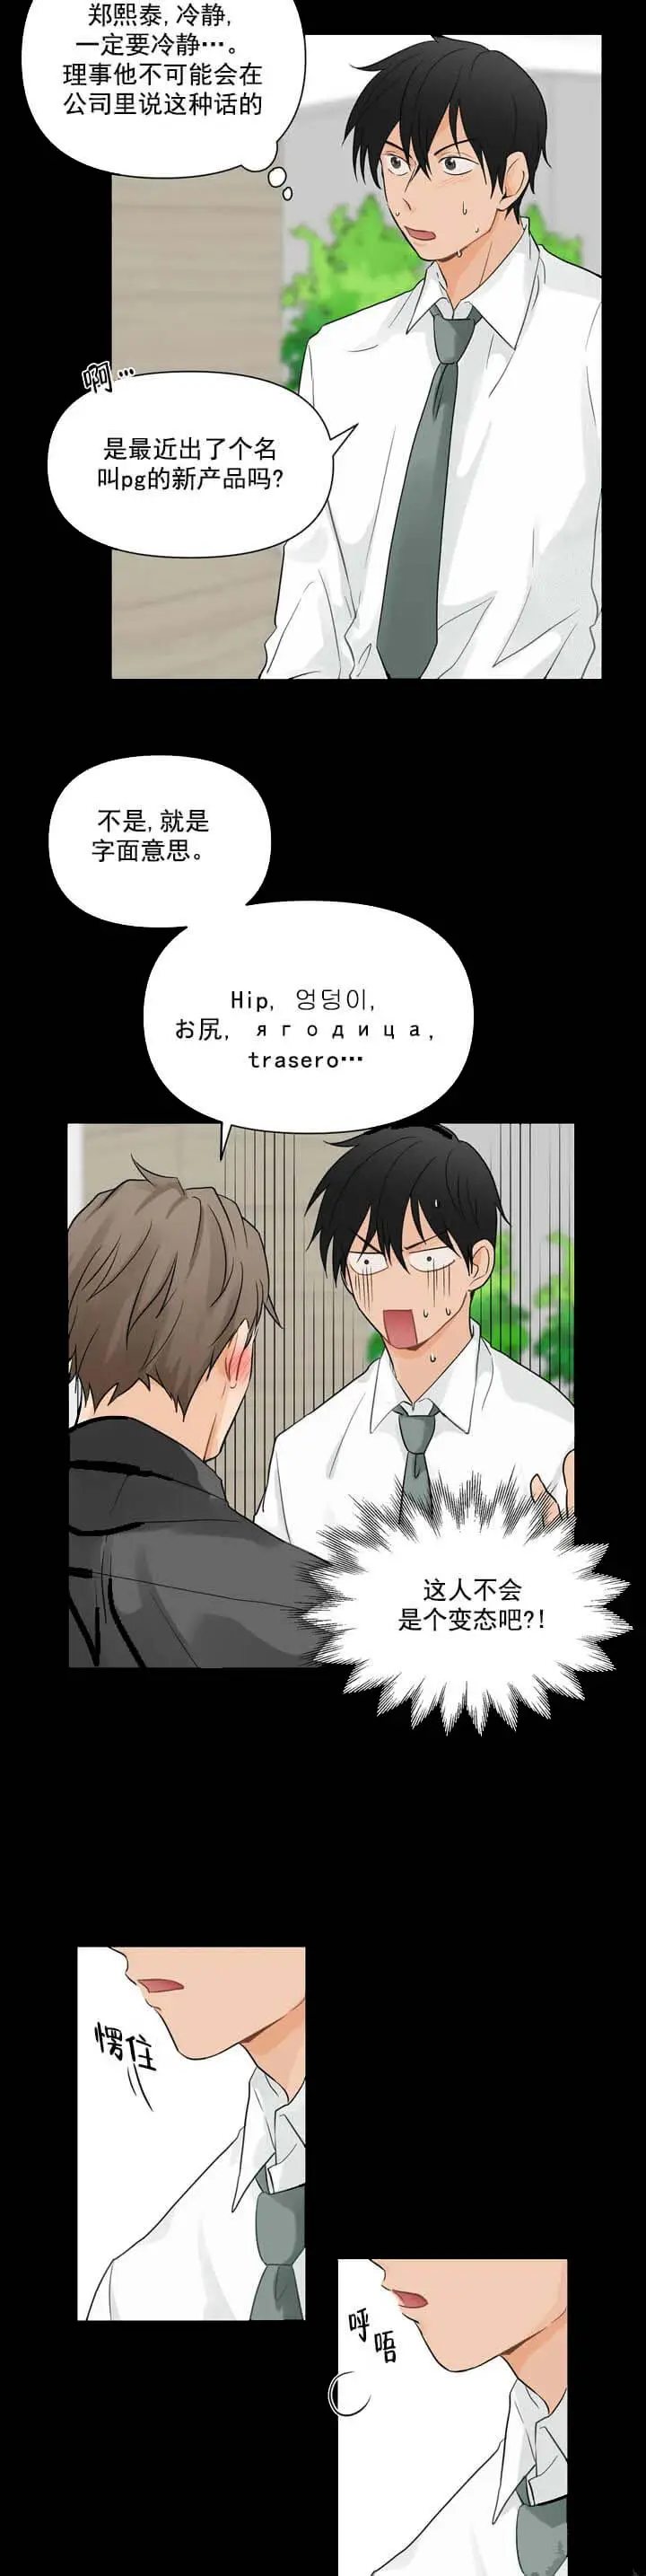 郑熙泰,冷静,
一定要冷静…。
理事他不可能会在
公司里说这种话的
啊…
是最近出了个名
叫pg的新产品吗?
不是,就是
字面意思。
Hip, 엉덩이,
お尻, ягодица,
trasero…
这人不会
是个变态吧?!
愣住
呼
唔